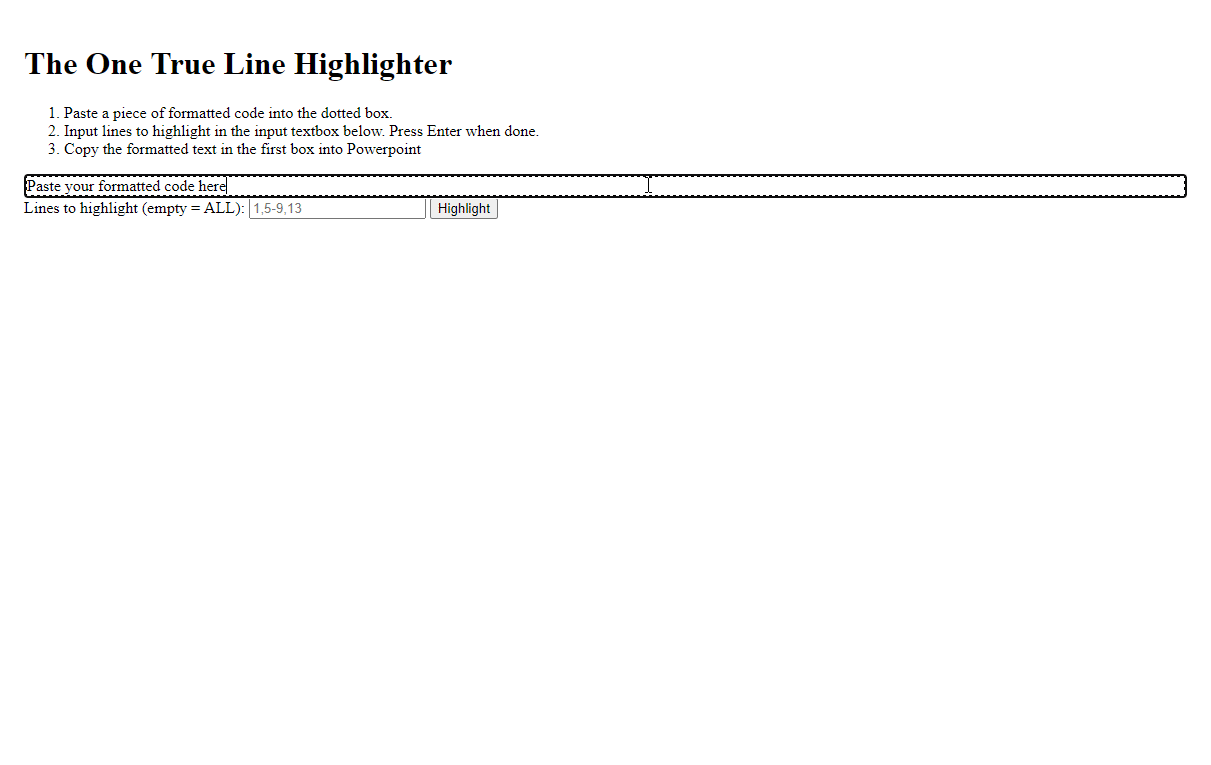 The One True Line Highlighter
1. Paste a piece of formatted code into the dotted box.
2. Input lines to highlight in the input textbox below. Press Enter when done.
3. Copy the formatted text in the first box into Powerpoint
Paste your formatted code here
Lines to highlight (empty = ALL): 1,5-9,13 Highlight